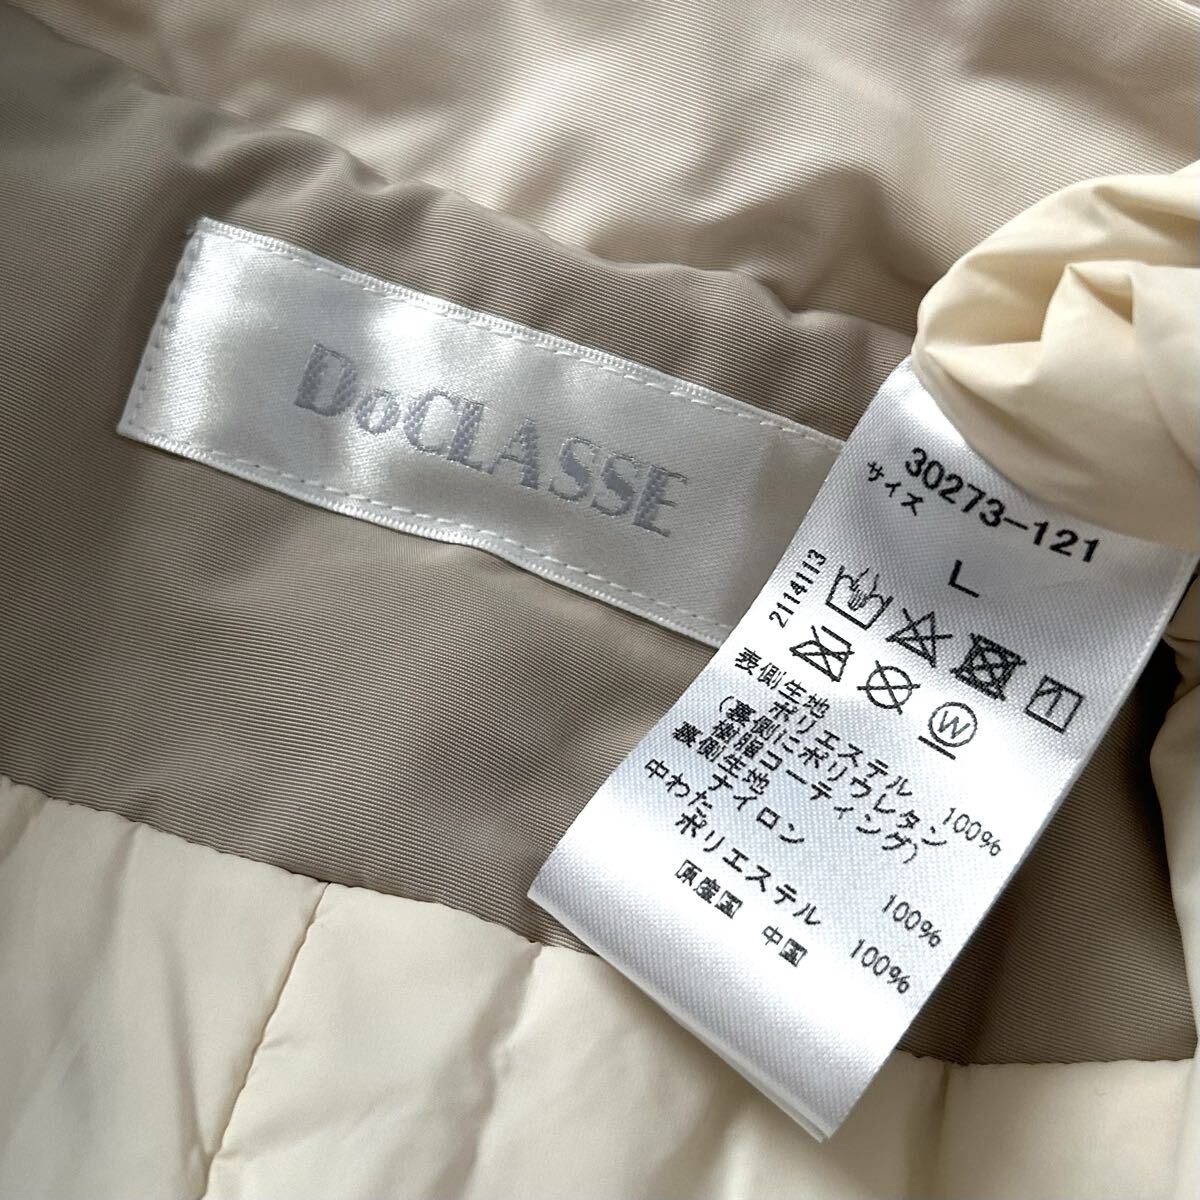 DoCLASSE
30273-121
サイズ
L
2114113
W
表側生地
ポリエステル 100%
(裏側にポリウレタン
樹脂コーティング)
裏側生地
ナイロン 100%
中わた
ポリエステル 100%
原産国 中国